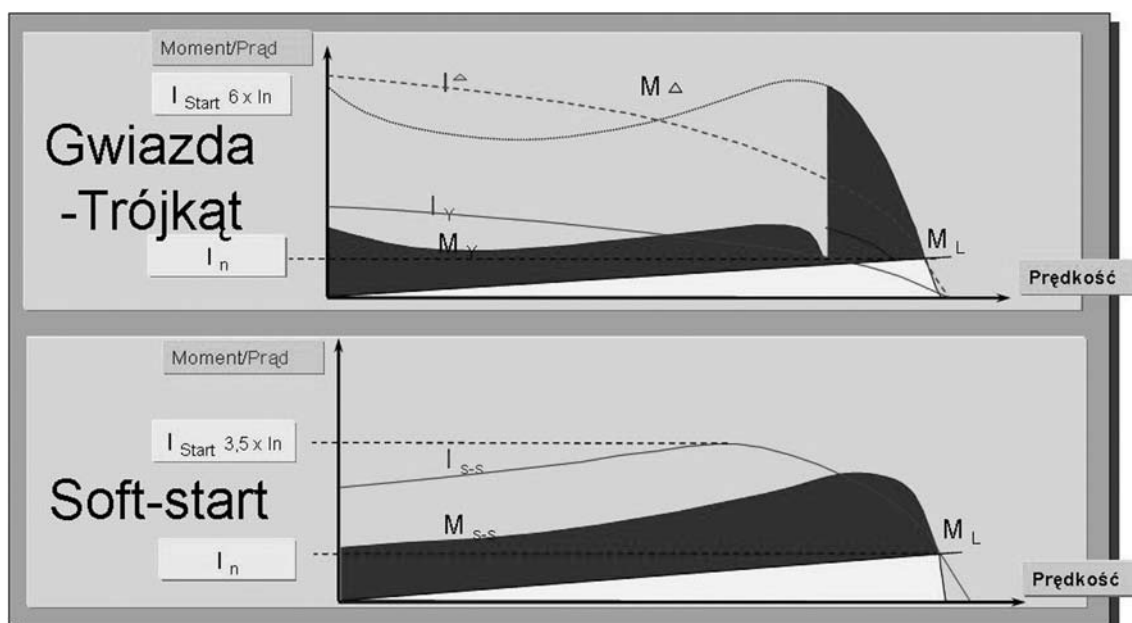 Moment/Prąd
I Start 6 x In
Gwiazda
-Trójkąt
I n
I △
M △
I Y
M Y
M L
Prędkość
Moment/Prąd
I Start 3,5 x In
Soft-start
I n
I s-s
M s-s
M L
Prędkość